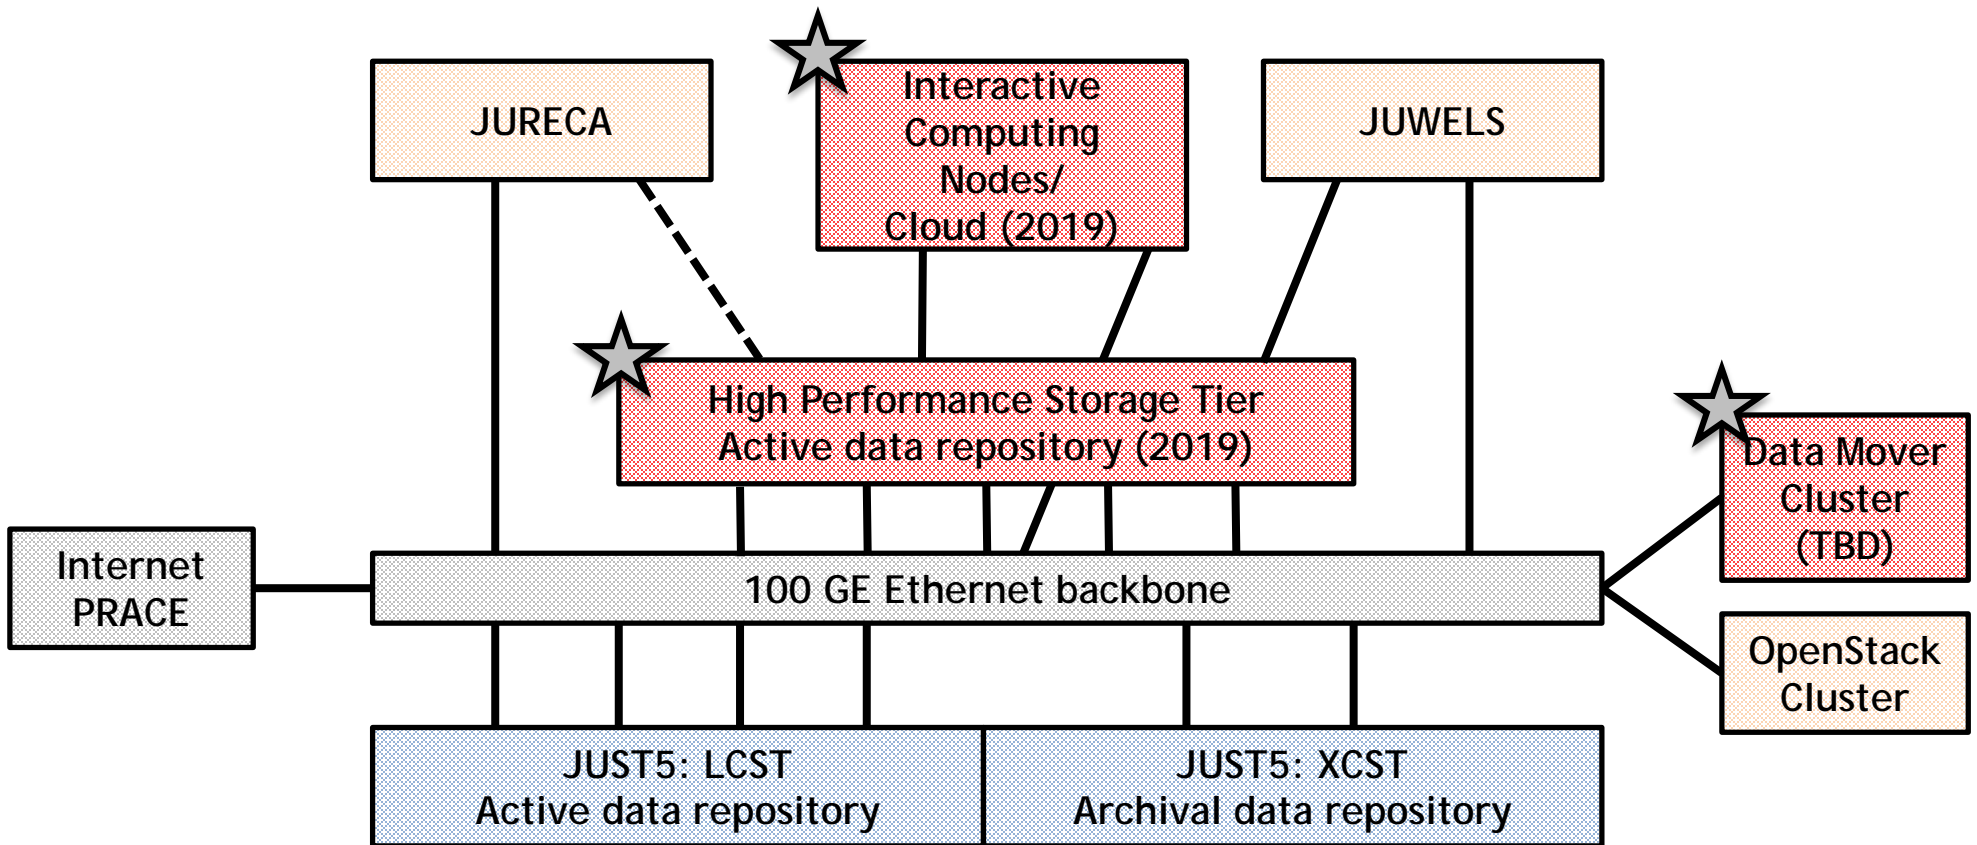 JURECA
Interactive
Computing
Nodes/
Cloud (2019)
JUWELS
High Performance Storage Tier
Active data repository (2019)
Data Mover
Cluster
(TBD)
Internet
PRACE
100 GE Ethernet backbone
OpenStack
Cluster
JUST5: LCST
Active data repository
JUST5: XCST
Archival data repository